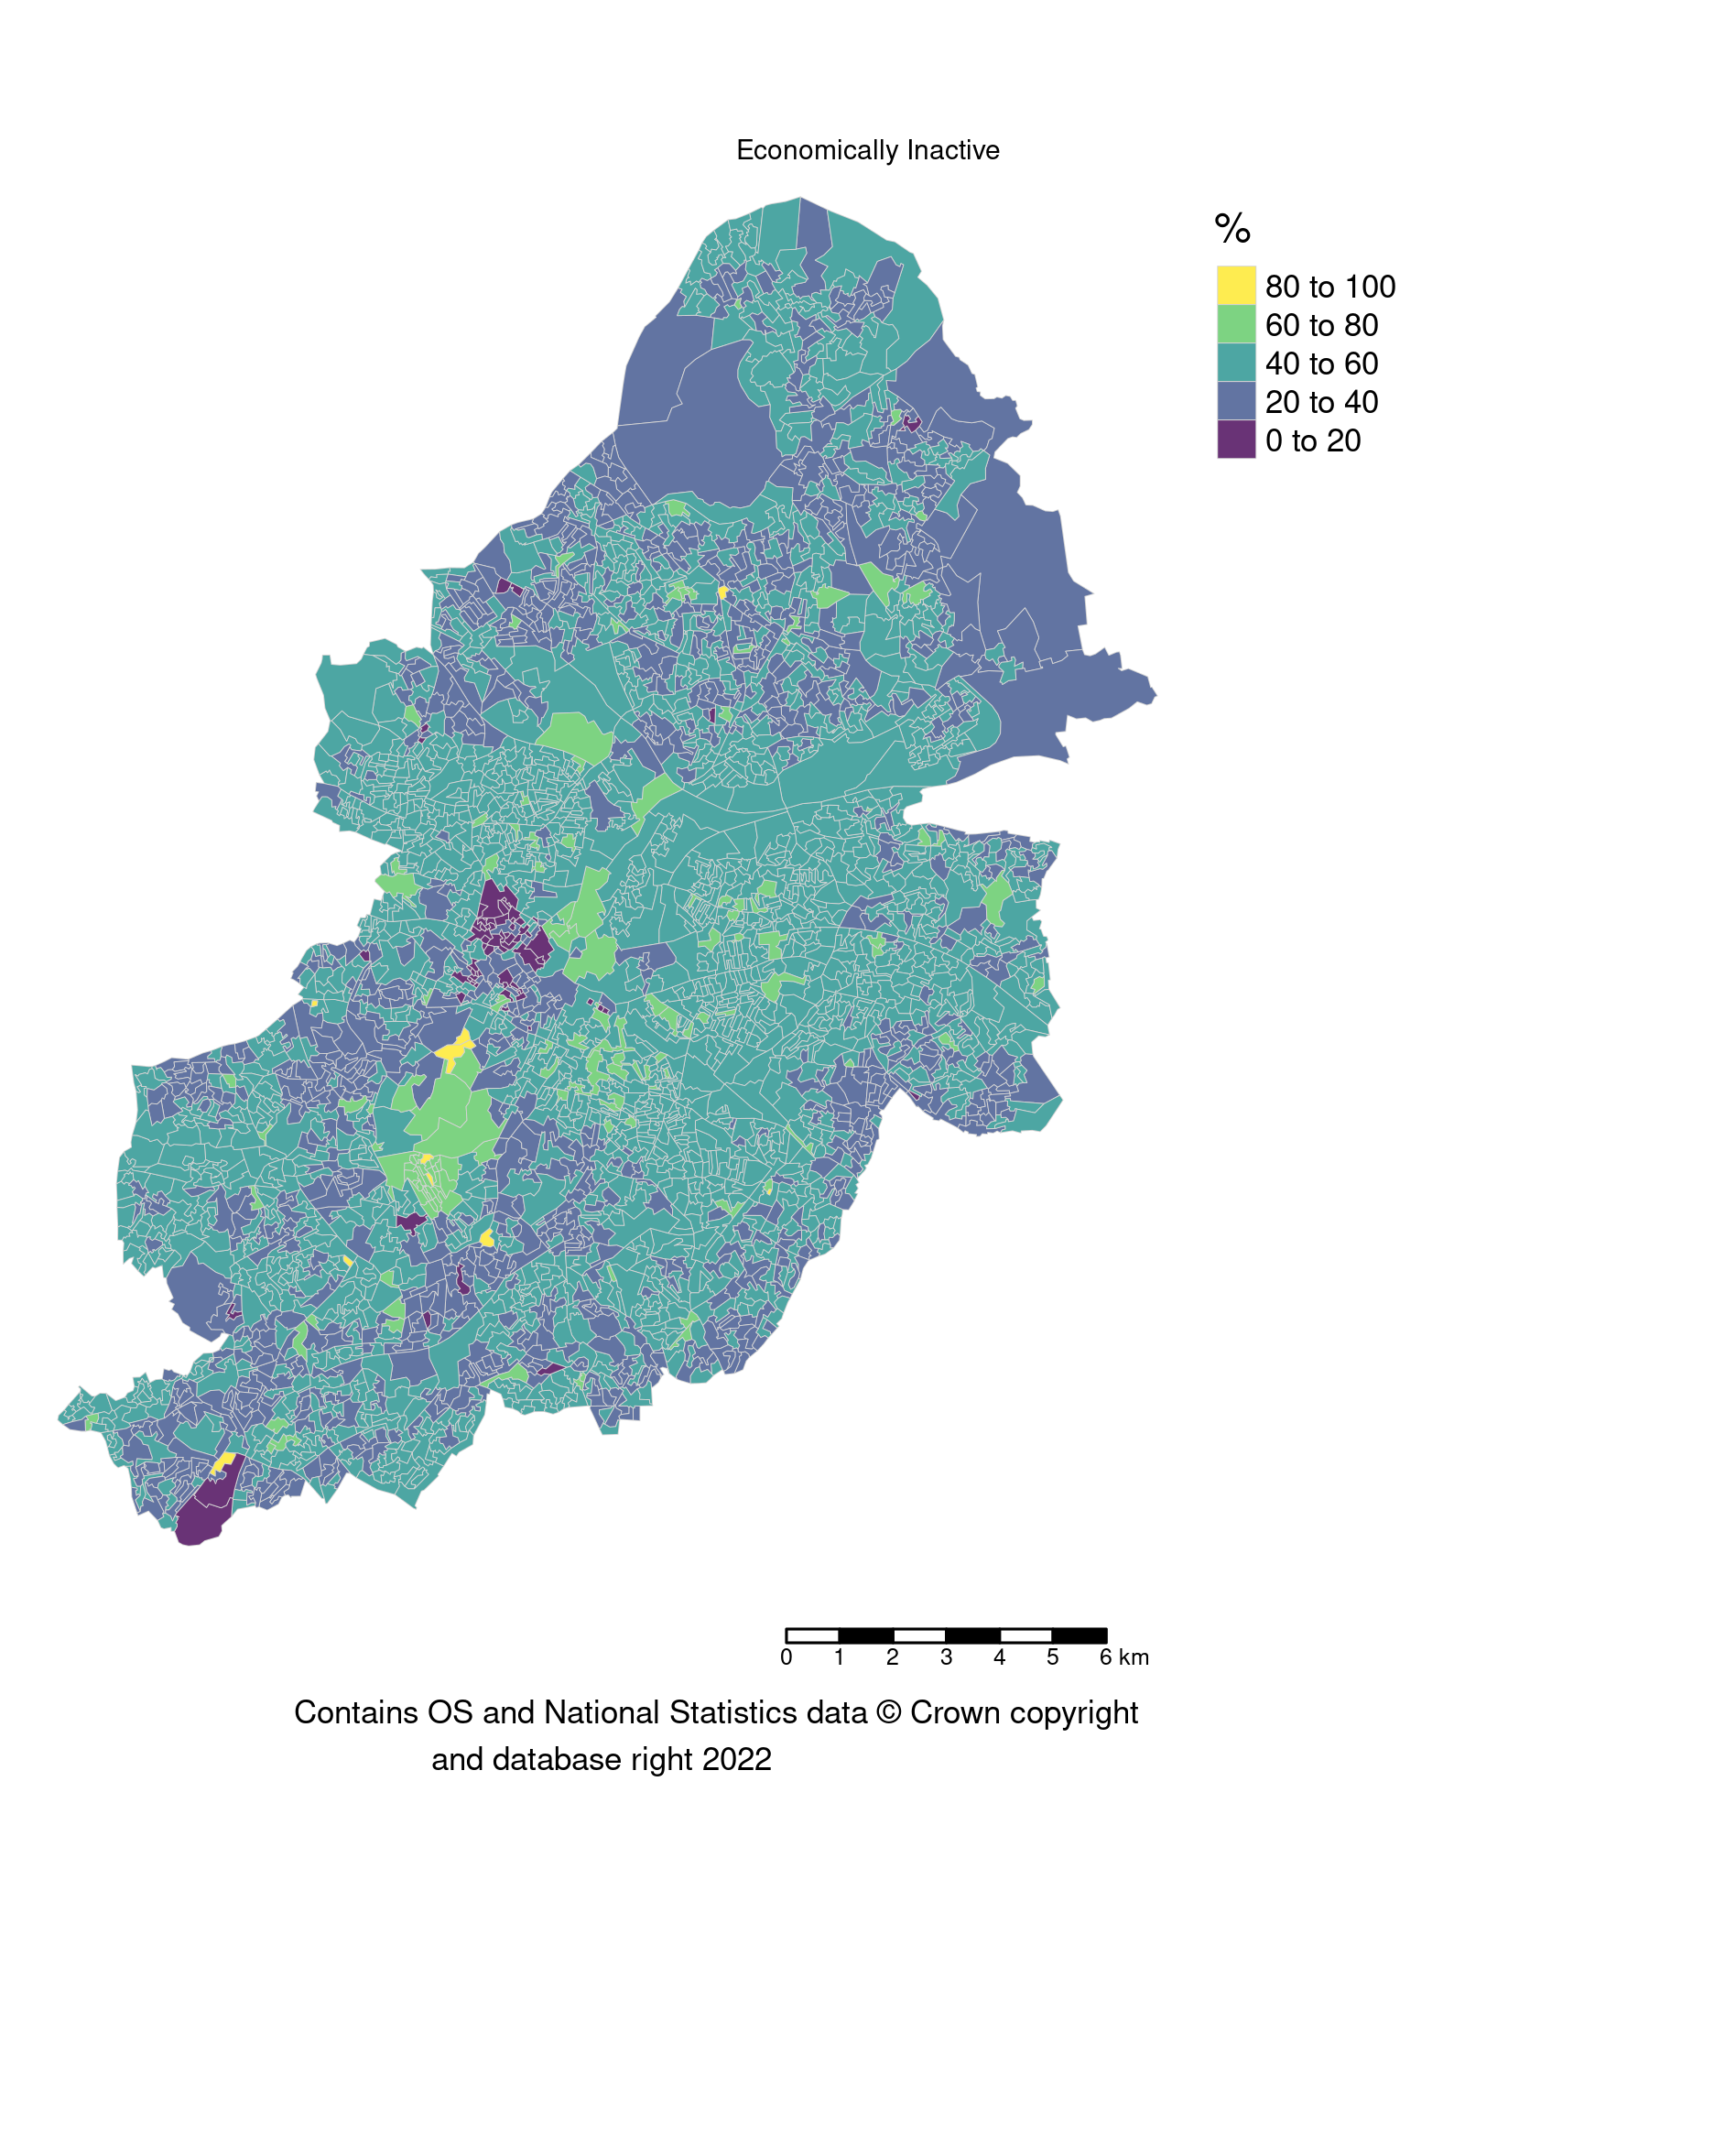 Economically Inactive
%
80 to 100
60 to 80
40 to 60
20 to 40
0 to 20
0 1 2 3 4 5 6 km
Contains OS and National Statistics data © Crown copyright
and database right 2022